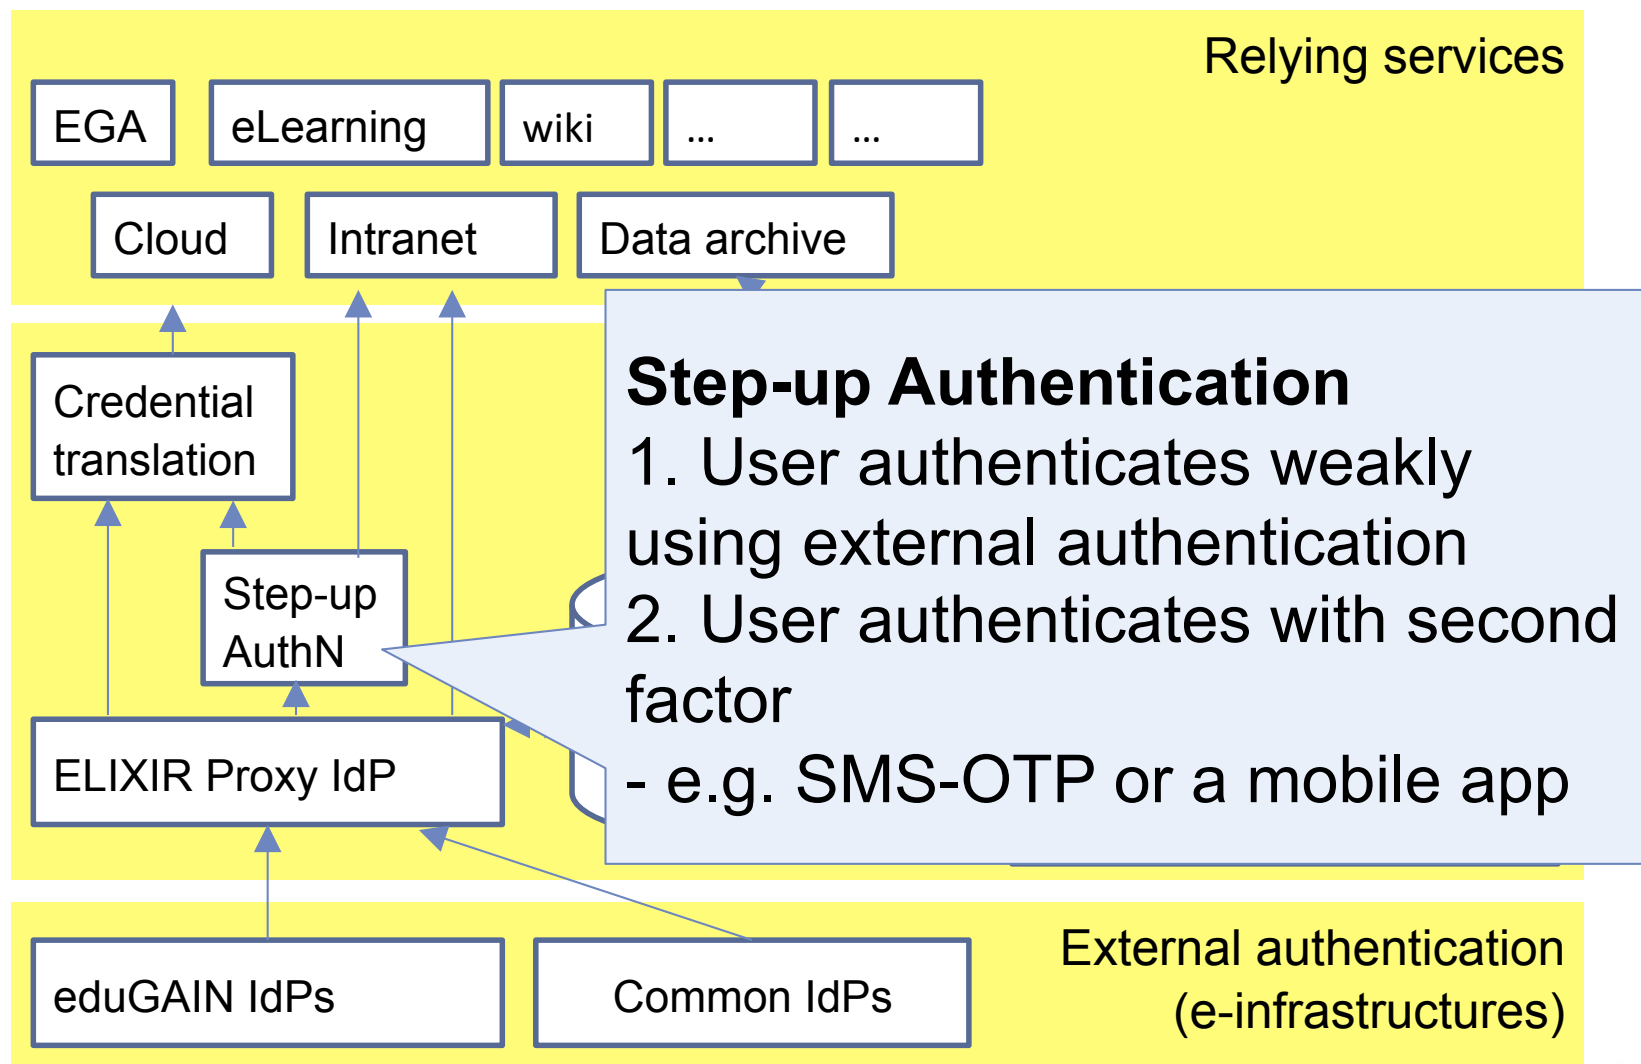 Relying services
EGA
eLearning
wiki
...
...
Cloud
Intranet
Data archive
Credential
translation
Step-up
AuthN
ELIXIR Proxy IdP
Step-up Authentication
1. User authenticates weakly
using external authentication
2. User authenticates with second
factor
- e.g. SMS-OTP or a mobile app
External authentication
(e-infrastructures)
eduGAIN IdPs
Common IdPs